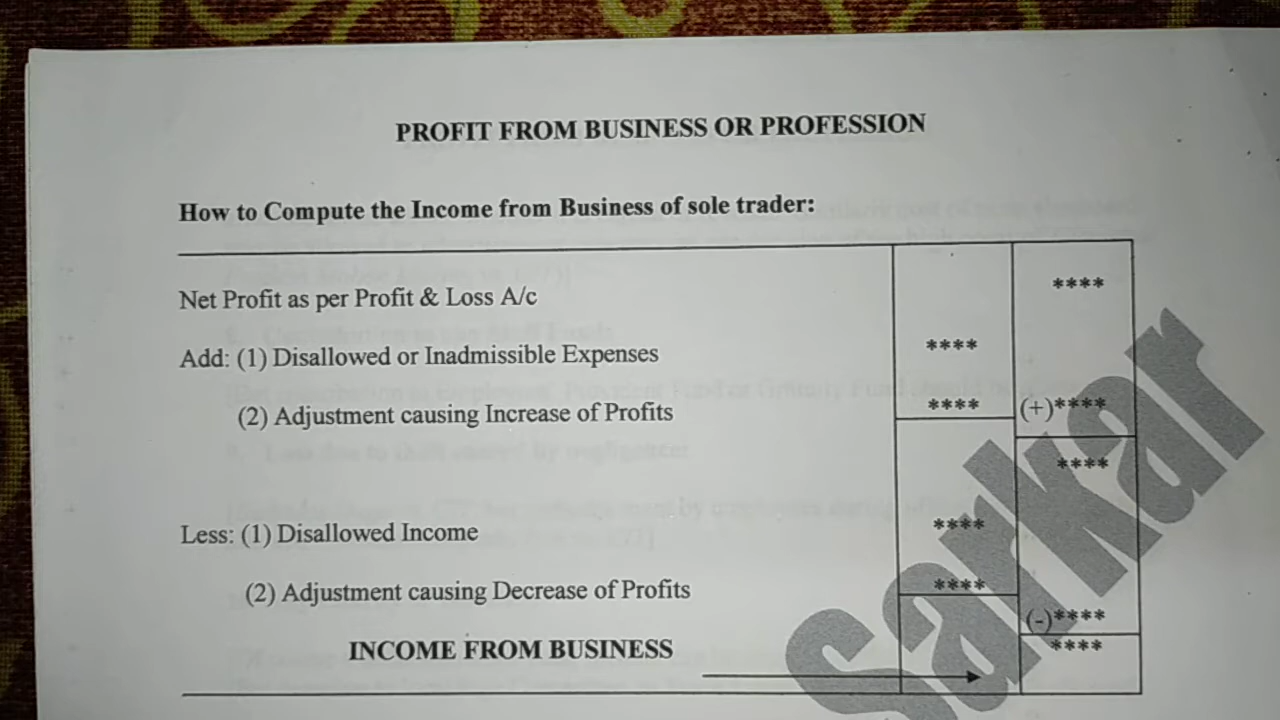 PROFIT FROM BUSINESS OR PROFESSION
How to Compute the Income from Business of sole trader:
Net Profit as per Profit & Loss A/c ****
Add: (1) Disallowed or Inadmissible Expenses ****
(2) Adjustment causing Increase of Profits **** (+)****
****
Less: (1) Disallowed Income ****
(2) Adjustment causing Decrease of Profits ****
(-)****
INCOME FROM BUSINESS ****
Sarkar